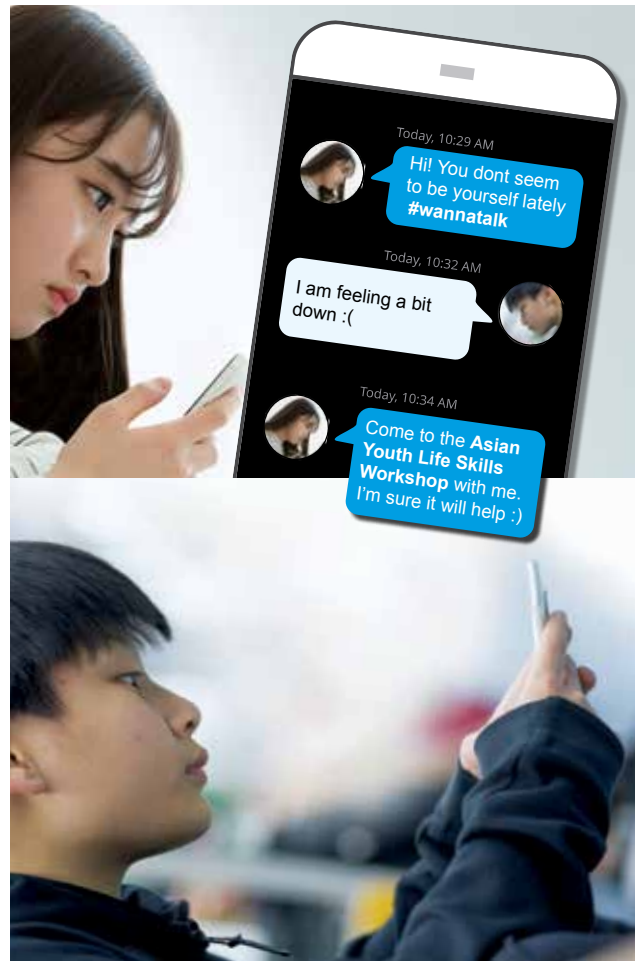 Today, 10:29 AM
Hi! You dont seem
to be yourself lately
#wannatalk
Today, 10:32 AM
I am feeling a bit
down :(
Today, 10:34 AM
Come to the Asian
Youth Life Skills
Workshop with me.
I'm sure it will help :)